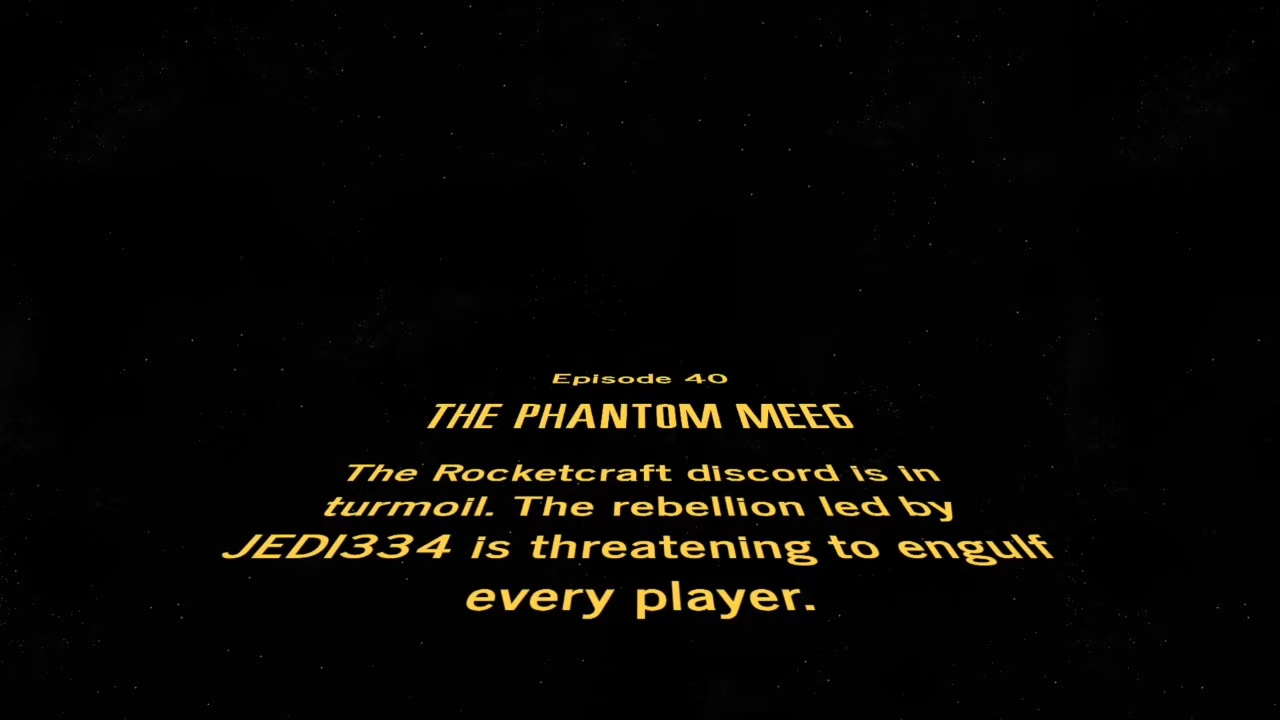 Episode 40
THE PHANTOM MEE6
The Rocketcraft discord is in
turmoil. The rebellion led by
JEDI334 is threatening to engulf
every player.